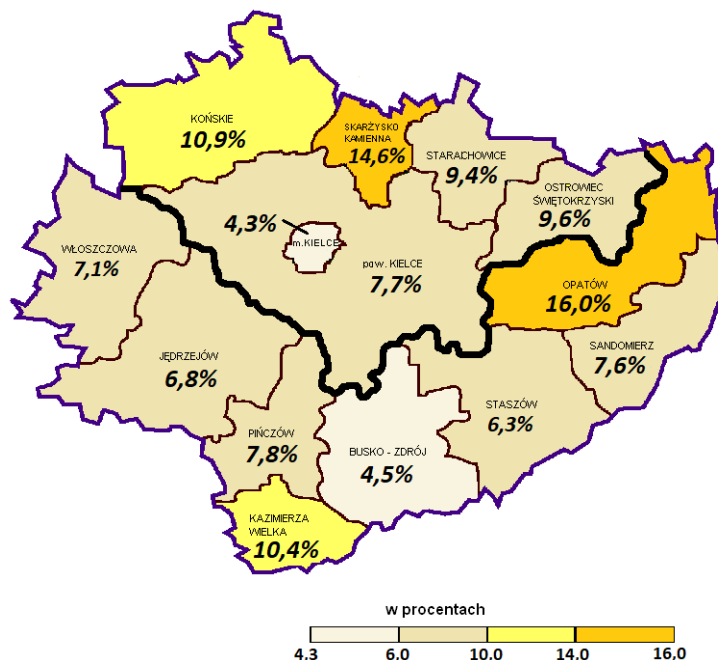 KOŃSKIE
10,9%
SKARŻYSKO
KAMIENNA
14,6%
STARACHOWICE
9,4%
OSTROWIEC
ŚWIĘTOKRZYSKI
9,6%
4,3%
m.KIELCE
WŁOSZCZOWA
7,1%
pow. KIELCE
7,7%
OPATÓW
16,0%
SANDOMIERZ
7,6%
JĘDRZEJÓW
6,8%
STASZÓW
6,3%
PIŃCZÓW
7,8%
BUSKO - ZDRÓJ
4,5%
KAZIMIERZA
WIELKA
10,4%
w procentach
4.3 6.0 10.0 14.0 16.0